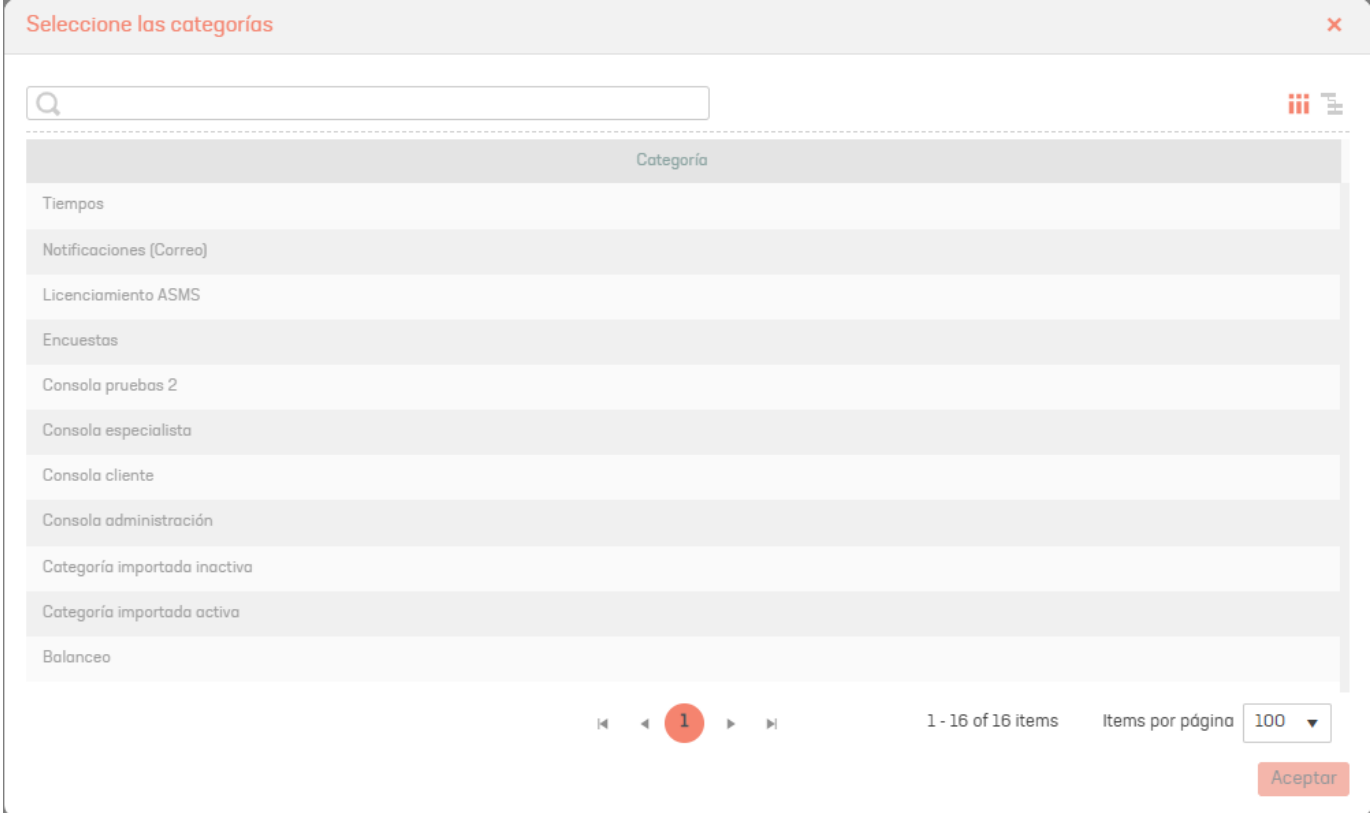 Seleccione las categorías
Categoría
Tiempos
Notificaciones (Correo)
Licenciamiento ASMS
Encuestas
Consola pruebas 2
Consola especialista
Consola cliente
Consola administración
Categoría importada inactiva
Categoría importada activa
Balanceo
1 1 - 16 of 16 items Items por página 100
Aceptar